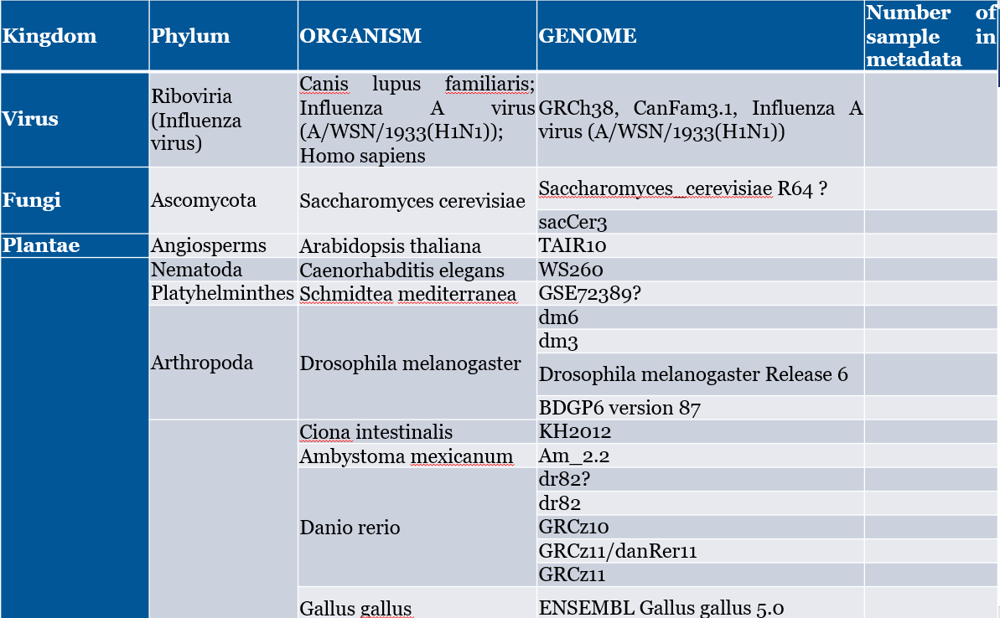 Kingdom
Phylum
ORGANISM
GENOME
Number of
sample in
metadata
Virus
Riboviria
(Influenza
virus)
Canis lupus familiaris;
Influenza A virus
(A/WSN/1933(H1N1));
Homo sapiens
GRCh38, CanFam3.1, Influenza A
virus (A/WSN/1933(H1N1))
Fungi
Ascomycota
Saccharomyces cerevisiae
Saccharomyces_cerevisiae R64 ?
sacCer3
Plantae
Angiosperms
Arabidopsis thaliana
TAIR10
Nematoda
Caenorhabditis elegans
WS260
Platyhelminthes
Schmidtea mediterranea
GSE72389?
Arthropoda
Drosophila melanogaster
dm6
dm3
Drosophila melanogaster Release 6
BDGP6 version 87
Ciona intestinalis
KH2012
Ambystoma mexicanum
Am_2.2
Danio rerio
dr82?
dr82
GRCz10
GRCz11/danRer11
GRCz11
Gallus gallus
ENSEMBL Gallus gallus 5.0